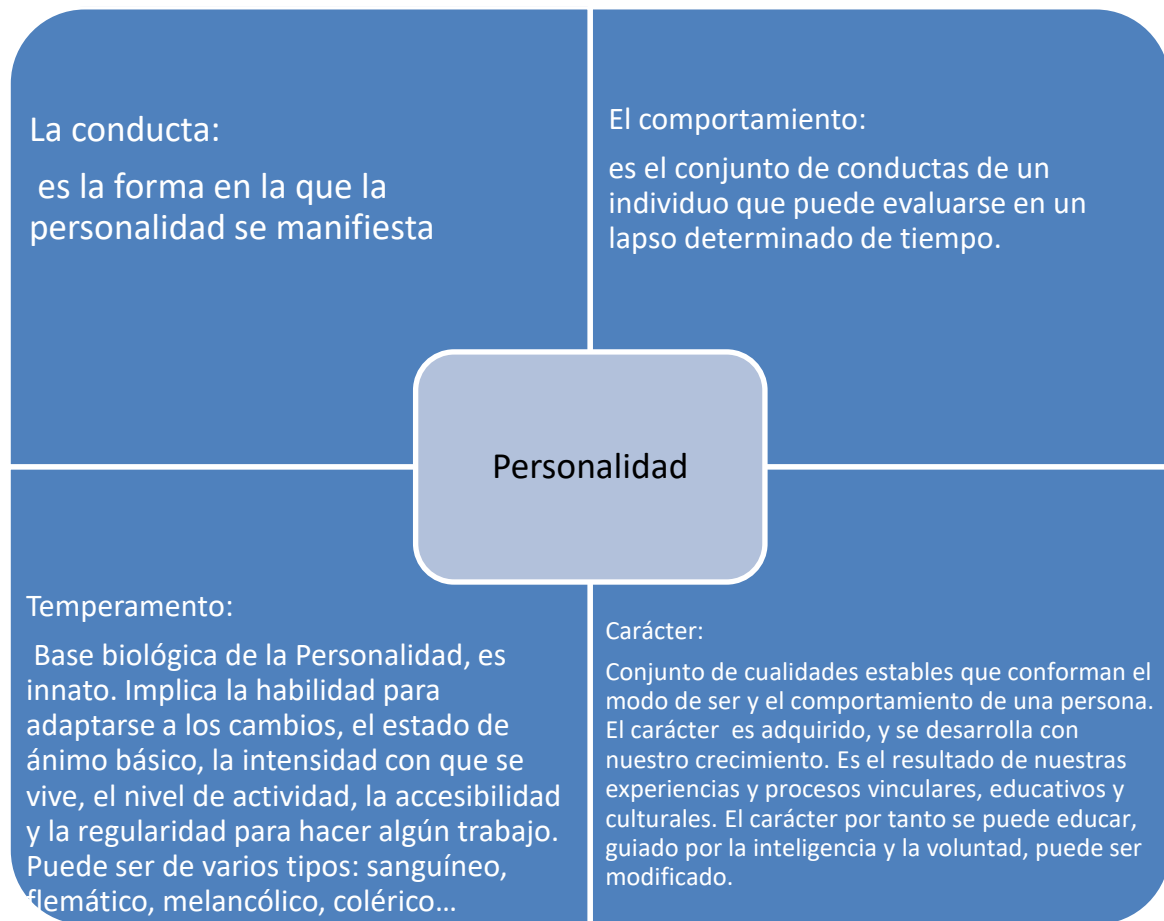 La conducta:
es la forma en la que la
personalidad se manifiesta
El comportamiento:
es el conjunto de conductas de un
individuo que puede evaluarse en un
lapso determinado de tiempo.
Personalidad
Temperamento:
Base biológica de la Personalidad, es
innato. Implica la habilidad para
adaptarse a los cambios, el estado de
ánimo básico, la intensidad con que se
vive, el nivel de actividad, la accesibilidad
y la regularidad para hacer algún trabajo.
Puede ser de varios tipos: sanguíneo,
flemático, melancólico, colérico...
Carácter:
Conjunto de cualidades estables que conforman el
modo de ser y el comportamiento de una persona.
El carácter es adquirido, y se desarrolla con
nuestro crecimiento. Es el resultado de nuestras
experiencias y procesos vinculares, educativos y
culturales. El carácter por tanto se puede educar,
guiado por la inteligencia y la voluntad, puede ser
modificado.